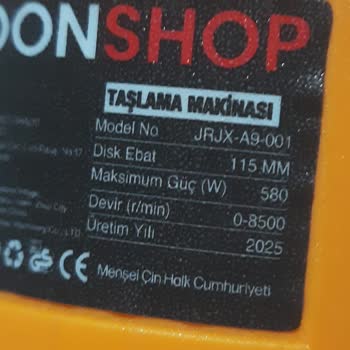 OONSHOP
TAŞLAMA MAKİNASI
Model No JRJX-A9-001
Disk Ebat 115 MM
Maksimum Güç (W) 580
Devir (r/min) 0-8500
Üretim Yılı 2025
CE Menşei Çin Halk Cumhuriyeti